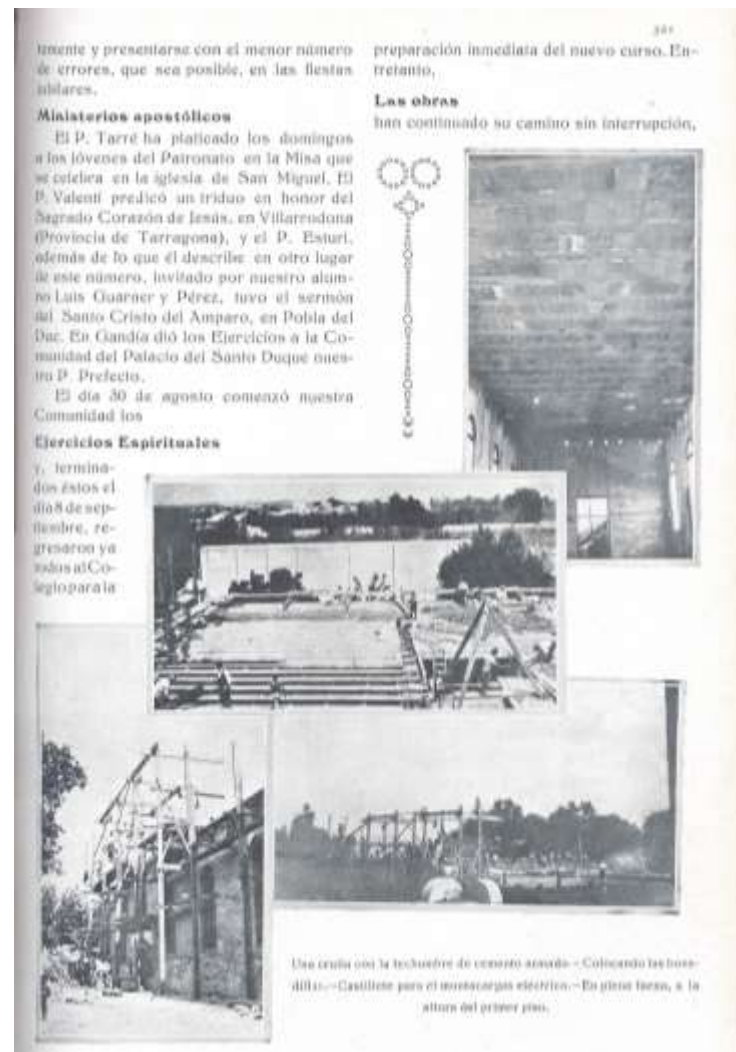 y presentarse con el menor número
de errores, que sea posible, en las fiestas
jubilares.
Ministerios apostólicos
El P. Tarré ha platicado los domingos
a los jóvenes del Patronato en la Misa que
se celebra en la iglesia de San Miguel. El
P. Valentí predicó un triduo en honor del
Sagrado Corazón de Jesús, en Villarrodona
(Provincia de Tarragona), y el P. Esturi,
además de lo que él describe en otro lugar
de este número, invitado por nuestro alum-
no Luis Guarner y Pérez, tuvo el sermón
del Santo Cristo del Amparo, en Pobla del
Duc. En Gandía dió los Ejercicios a la Co-
munidad del Palacio del Santo Duque nues-
tro P. Prefecto.
El día 30 de agosto comenzó nuestra
Comunidad los
Ejercicios Espirituales
y, termina-
dos éstos el
día 8 de sep-
tiembre, re-
gresaron ya
todos al Co-
legio para la
preparación inmediata del nuevo curso. En-
tretanto,
Las obras
han continuado su camino sin interrupción,
Una crujía con la techumbre de cemento armado.—Colocando las bove-
dillas.—Castillete para el montacargas eléctrico.—En plena faena, a la
altura del primer piso.